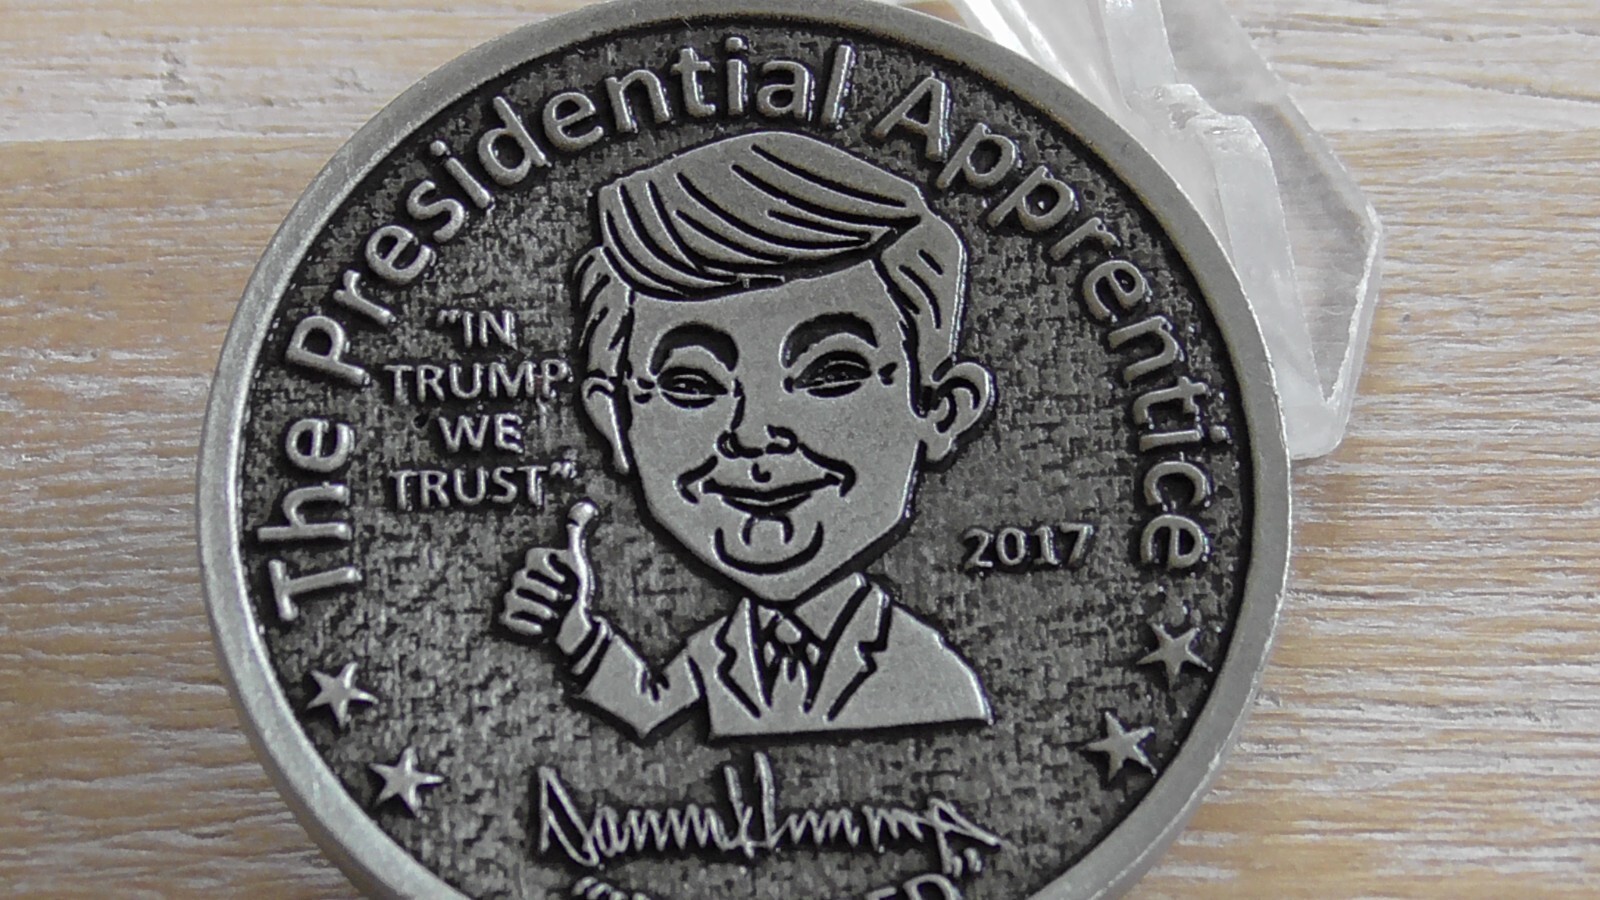 The Presidential Apprentice
"IN
TRUMP
WE
TRUST"
2017